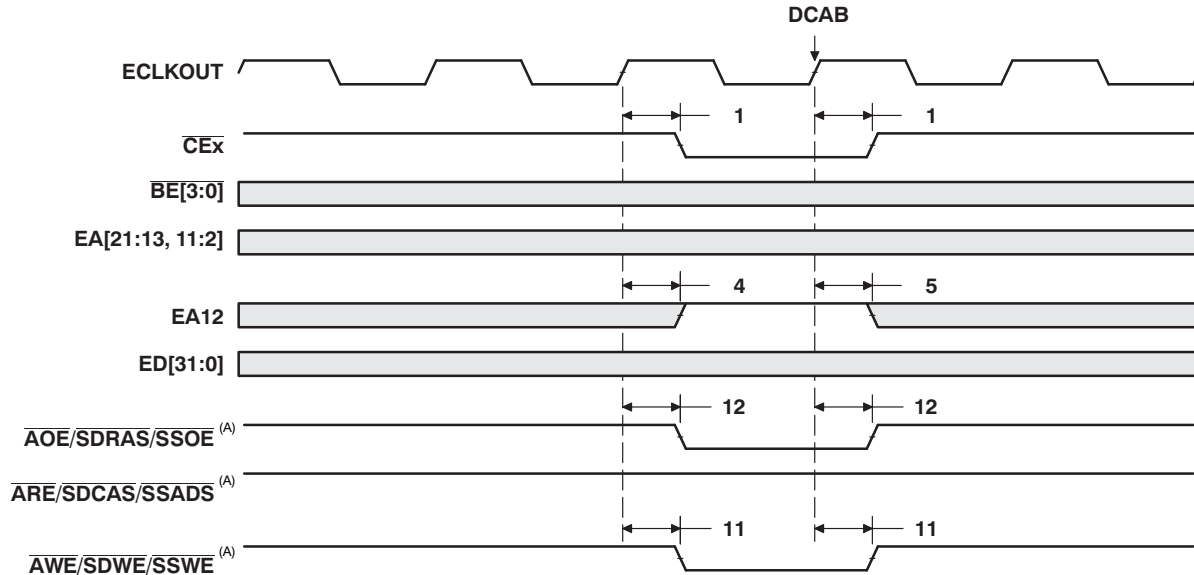 DCAB
ECLKOUT
1 1
CEx
BE[3:0]
EA[21:13, 11:2]
4 5
EA12
ED[31:0]
12 12
AOE/SDRAS/SSOE (A)
ARE/SDCAS/SSADS (A)
11 11
AWE/SDWE/SSWE (A)